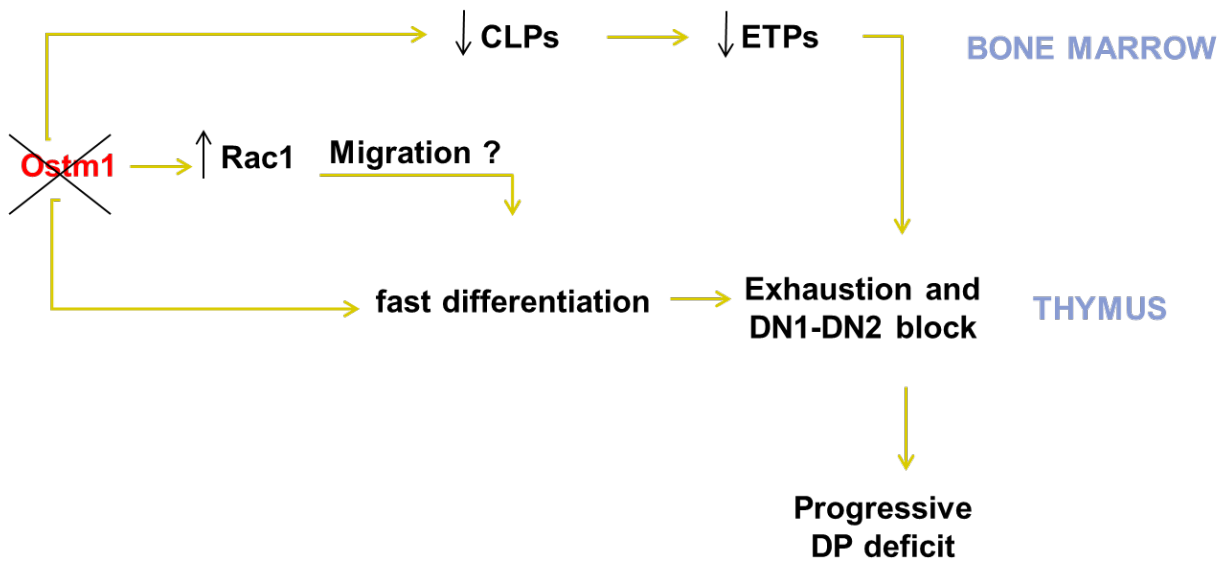 ↓ CLPs
↓ ETPs
BONE MARROW
Ostm1
↑ Rac1
Migration ?
fast differentiation
Exhaustion and
DN1-DN2 block
THYMUS
Progressive
DP deficit